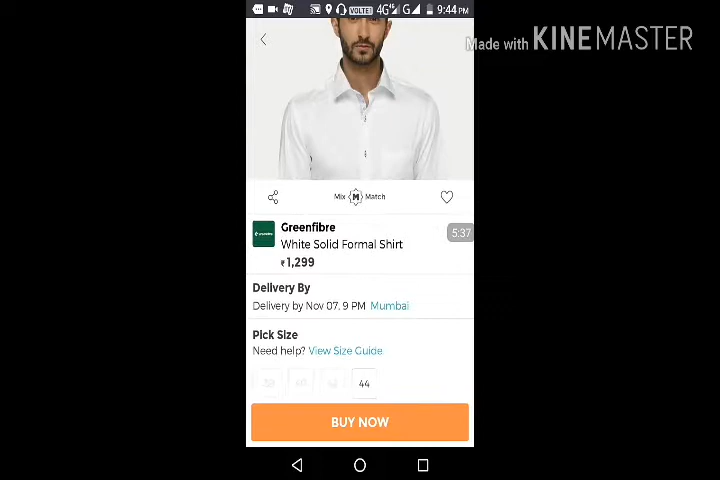 VOLTE 4G G 9:44 PM
Made with KINEMASTER
Mix M Match
Greenfibre
White Solid Formal Shirt
5:37
₹1,299
Delivery By
Delivery by Nov 07, 9 PM Mumbai
Pick Size
Need help? View Size Guide
44
BUY NOW